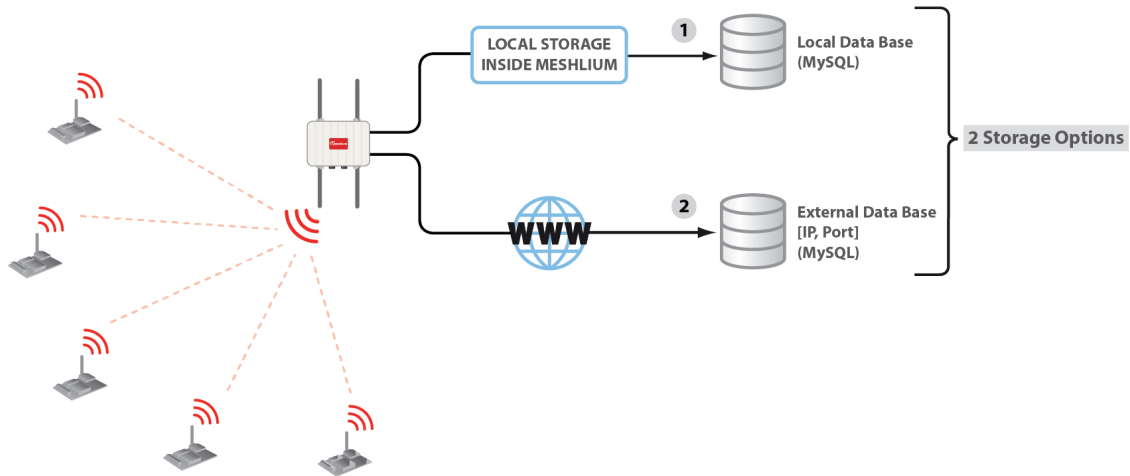 LOCAL STORAGE
INSIDE MESHLIUM
1
Local Data Base
(MySQL)
2 Storage Options
WWW
2
External Data Base
[IP, Port]
(MySQL)